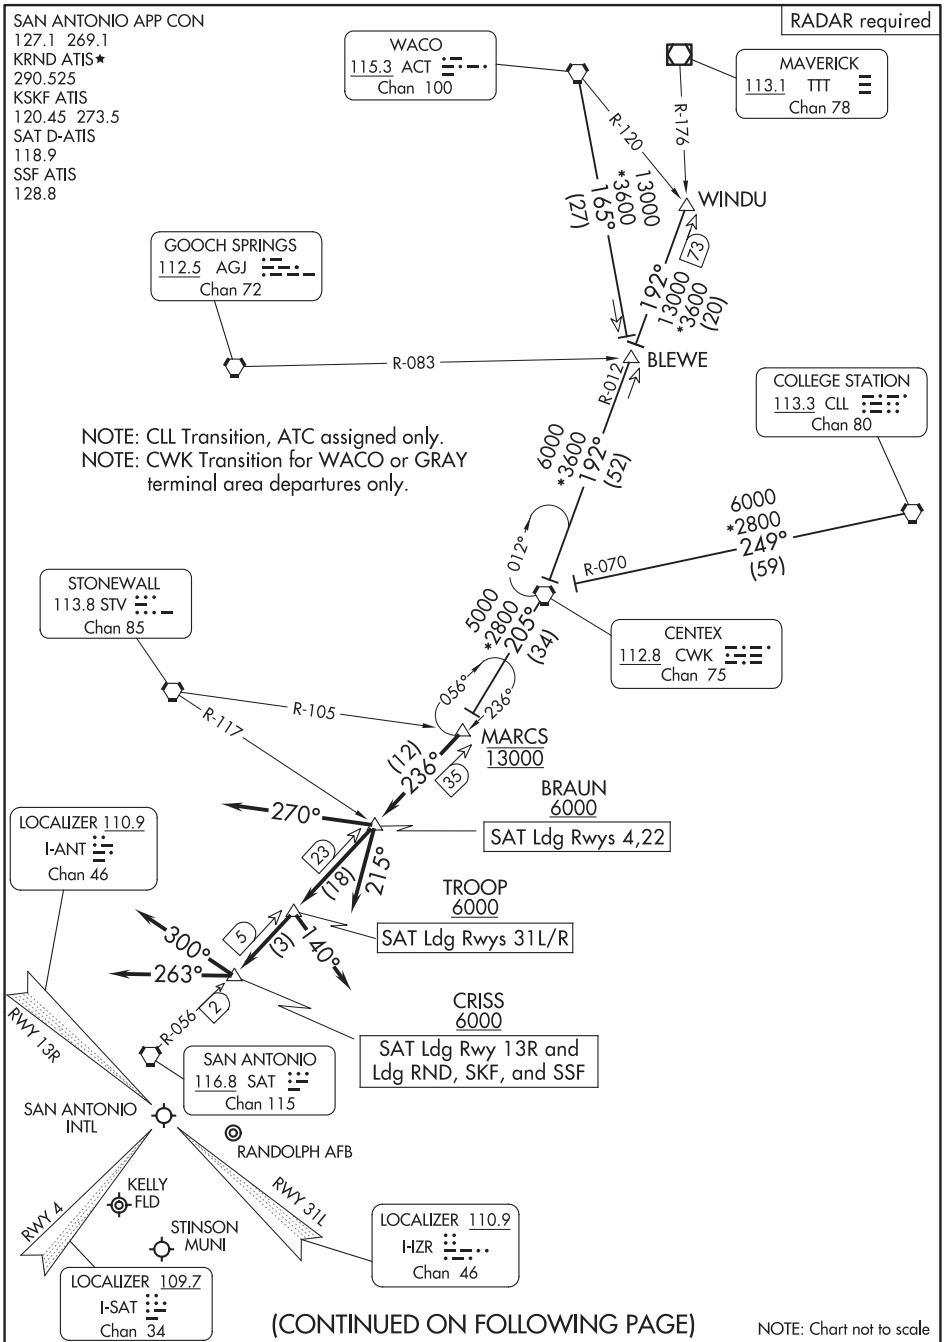 SAN ANTONIO APP CON
127.1 269.1
KRND ATIS★
290.525
KSKF ATIS
120.45 273.5
SAT D-ATIS
118.9
SSF ATIS
128.8
RADAR required
WACO
115.3 ACT
Chan 100
MAVERICK
113.1 TTT
Chan 78
R-120
R-176
13000
*3600
165°
(27)
WINDU
73
192°
13000
*3600
(20)
GOOCH SPRINGS
112.5 AGJ
Chan 72
R-083
BLEWE
R-012
COLLEGE STATION
113.3 CLL
Chan 80
NOTE: CLL Transition, ATC assigned only.
NOTE: CWK Transition for WACO or GRAY
terminal area departures only.
6000
*3600
192°
(52)
6000
*2800
249°
(59)
R-070
012°
STONEWALL
113.8 STV
Chan 85
5000
*2800
205°
(34)
CENTEX
112.8 CWK
Chan 75
056°
236°
R-105
R-117
MARCS
13000
(12)
236°
35
BRAUN
6000
SAT Ldg Rwys 4,22
270°
LOCALIZER 110.9
I-ANT
Chan 46
23
(18)
215°
TROOP
6000
SAT Ldg Rwys 31L/R
5
(3)
140°
300°
263°
CRISS
6000
SAT Ldg Rwy 13R and
Ldg RND, SKF, and SSF
2
R-056
RWY 13R
SAN ANTONIO
116.8 SAT
Chan 115
SAN ANTONIO
INTL
RANDOLPH AFB
KELLY
FLD
RWY 4
RWY 31L
STINSON
MUNI
LOCALIZER 110.9
I-IZR
Chan 46
LOCALIZER 109.7
I-SAT
Chan 34
(CONTINUED ON FOLLOWING PAGE)
NOTE: Chart not to scale